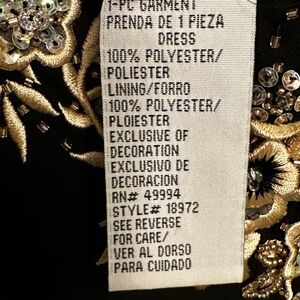 1-PC GARMENT
PRENDA DE 1 PIEZA
DRESS
100% POLYESTER/
POLIESTER
LINING/FORRO
100% POLYESTER/
PLOIESTER
EXCLUSIVE OF
DECORATION
EXCLUSIVO DE
DECORACION
RN# 49994
STYLE# 18972
SEE REVERSE
FOR CARE/
VER AL DORSO
PARA CUIDADO